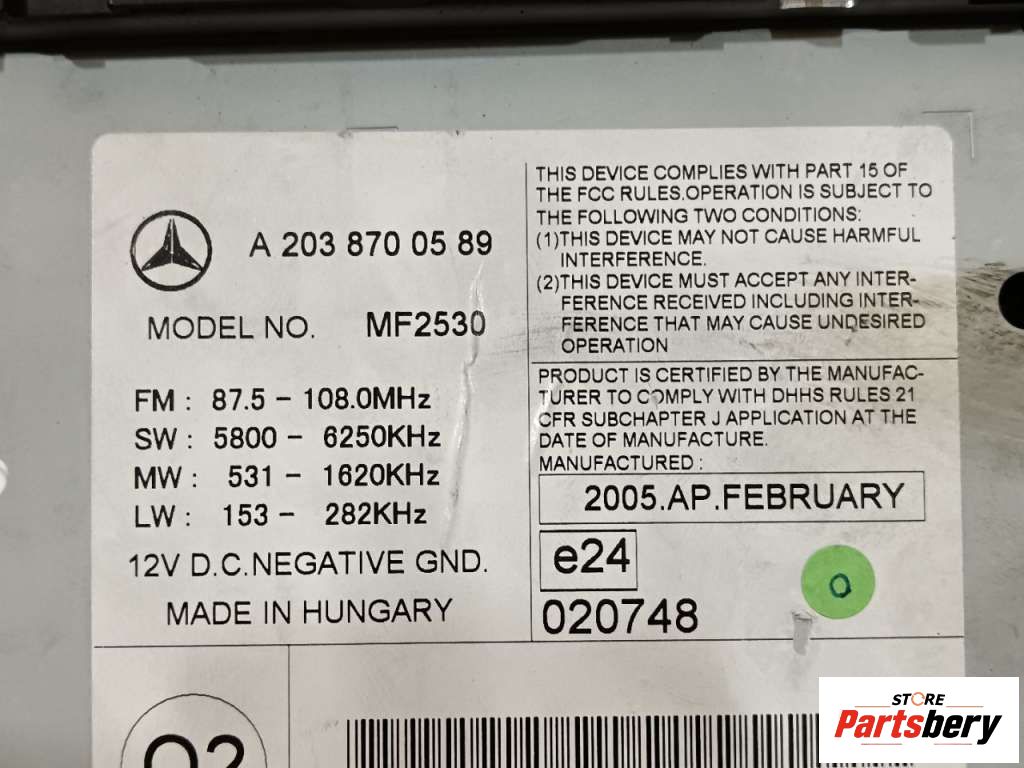 A 203 870 05 89
MODEL NO. MF2530
FM : 87.5 – 108.0MHz
SW : 5800 – 6250KHz
MW : 531 – 1620KHz
LW : 153 – 282KHz
12V D.C.NEGATIVE GND.
MADE IN HUNGARY
THIS DEVICE COMPLIES WITH PART 15 OF
THE FCC RULES.OPERATION IS SUBJECT TO
THE FOLLOWING TWO CONDITIONS:
(1)THIS DEVICE MAY NOT CAUSE HARMFUL
INTERFERENCE.
(2)THIS DEVICE MUST ACCEPT ANY INTER-
FERENCE RECEIVED INCLUDING INTER-
FERENCE THAT MAY CAUSE UNDESIRED
OPERATION
PRODUCT IS CERTIFIED BY THE MANUFAC-
TURER TO COMPLY WITH DHHS RULES 21
CFR SUBCHAPTER J APPLICATION AT THE
DATE OF MANUFACTURE.
MANUFACTURED :
2005.AP.FEBRUARY
e24
020748
O
STORE
Partsbery